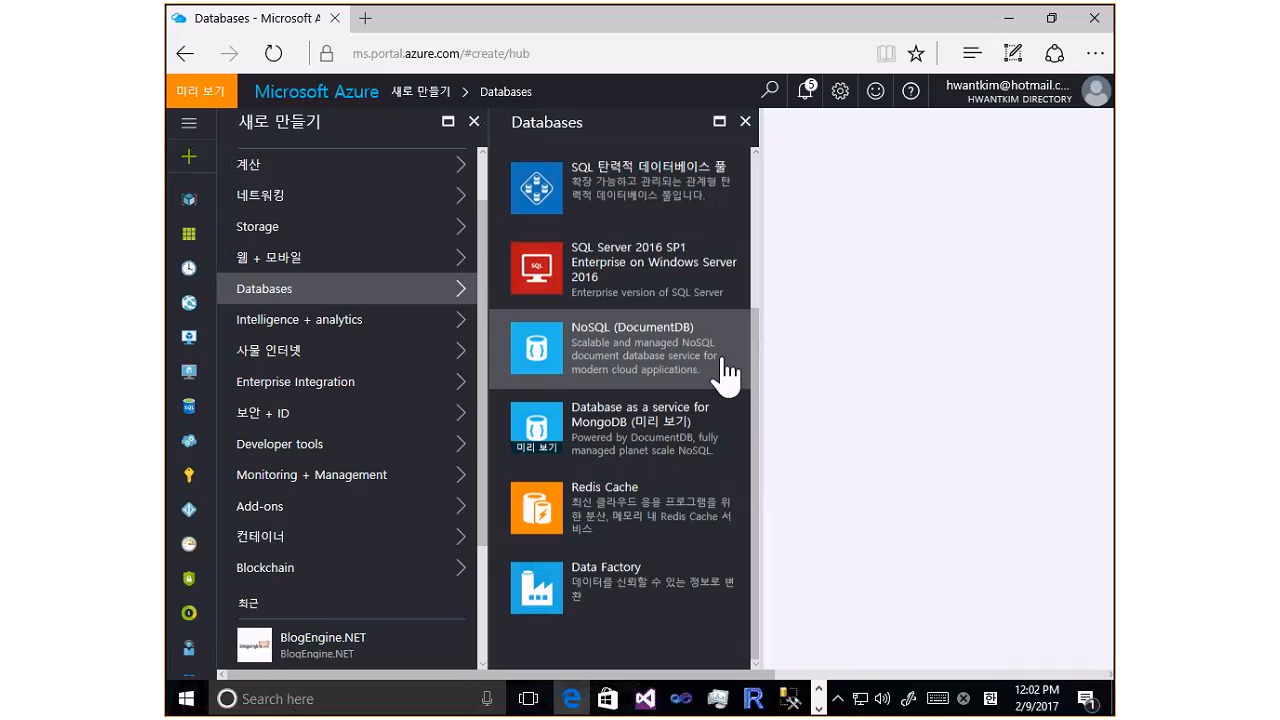 Databases - Microsoft A
ms.portal.azure.com/#create/hub
미리 보기
Microsoft Azure
새로 만들기
Databases
5
hwantkim@hotmail.c...
HWANTKIM DIRECTORY
새로 만들기
계산
네트워킹
Storage
웹 + 모바일
Databases
Intelligence + analytics
사물 인터넷
Enterprise Integration
보안 + ID
Developer tools
Monitoring + Management
Add-ons
컨테이너
Blockchain
최근
BlogEngine.NET
BlogEngine.NET
Databases
SQL 탄력적 데이터베이스 풀
확장 가능하고 관리되는 관계형 탄
력적 데이터베이스 풀입니다.
SQL
SQL Server 2016 SP1
Enterprise on Windows Server
2016
Enterprise version of SQL Server
NoSQL (DocumentDB)
Scalable and managed NoSQL
document database service for
modern cloud applications.
Database as a service for
MongoDB (미리 보기)
미리 보기
Powered by DocumentDB, fully
managed planet scale NoSQL.
Redis Cache
최신 클라우드 응용 프로그램을 위
한 분산, 메모리 내 Redis Cache 서
비스
Data Factory
데이터를 신뢰할 수 있는 정보로 변
환
Search here
한
12:02 PM
2/9/2017
1